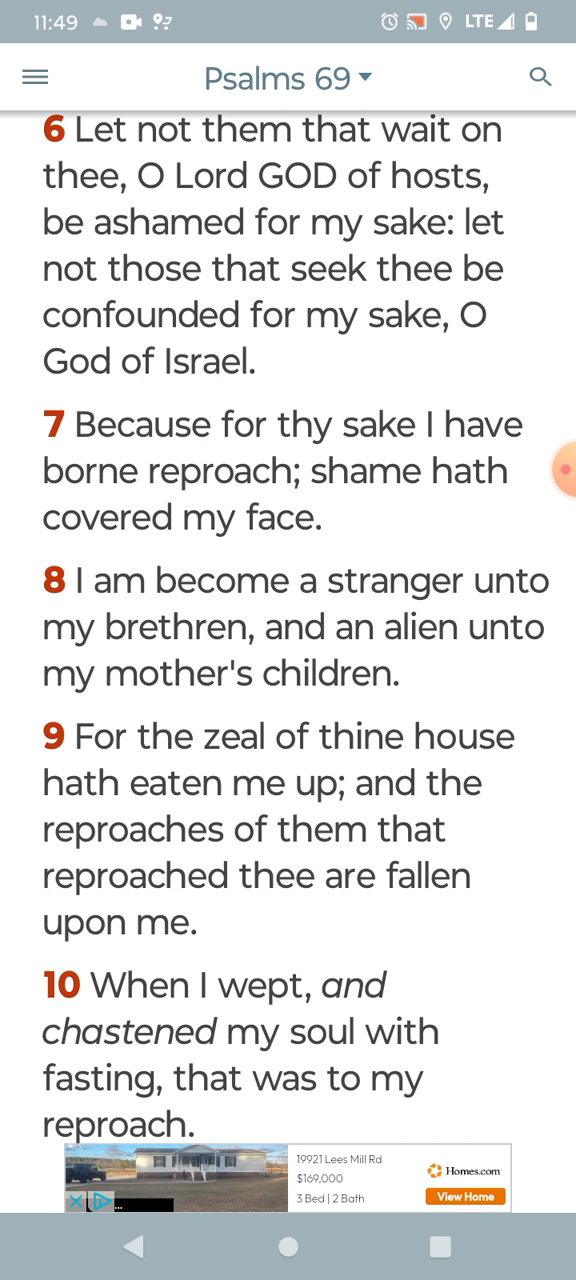 11:49
LTE
Psalms 69
6 Let not them that wait on
thee, O Lord GOD of hosts,
be ashamed for my sake: let
not those that seek thee be
confounded for my sake, O
God of Israel.
7 Because for thy sake I have
borne reproach; shame hath
covered my face.
8 I am become a stranger unto
my brethren, and an alien unto
my mother's children.
9 For the zeal of thine house
hath eaten me up; and the
reproaches of them that
reproached thee are fallen
upon me.
10 When I wept, and
chastened my soul with
fasting, that was to my
reproach.
19921 Lees Mill Rd
$169,000
3 Bed | 2 Bath
Homes.com
View Home
...